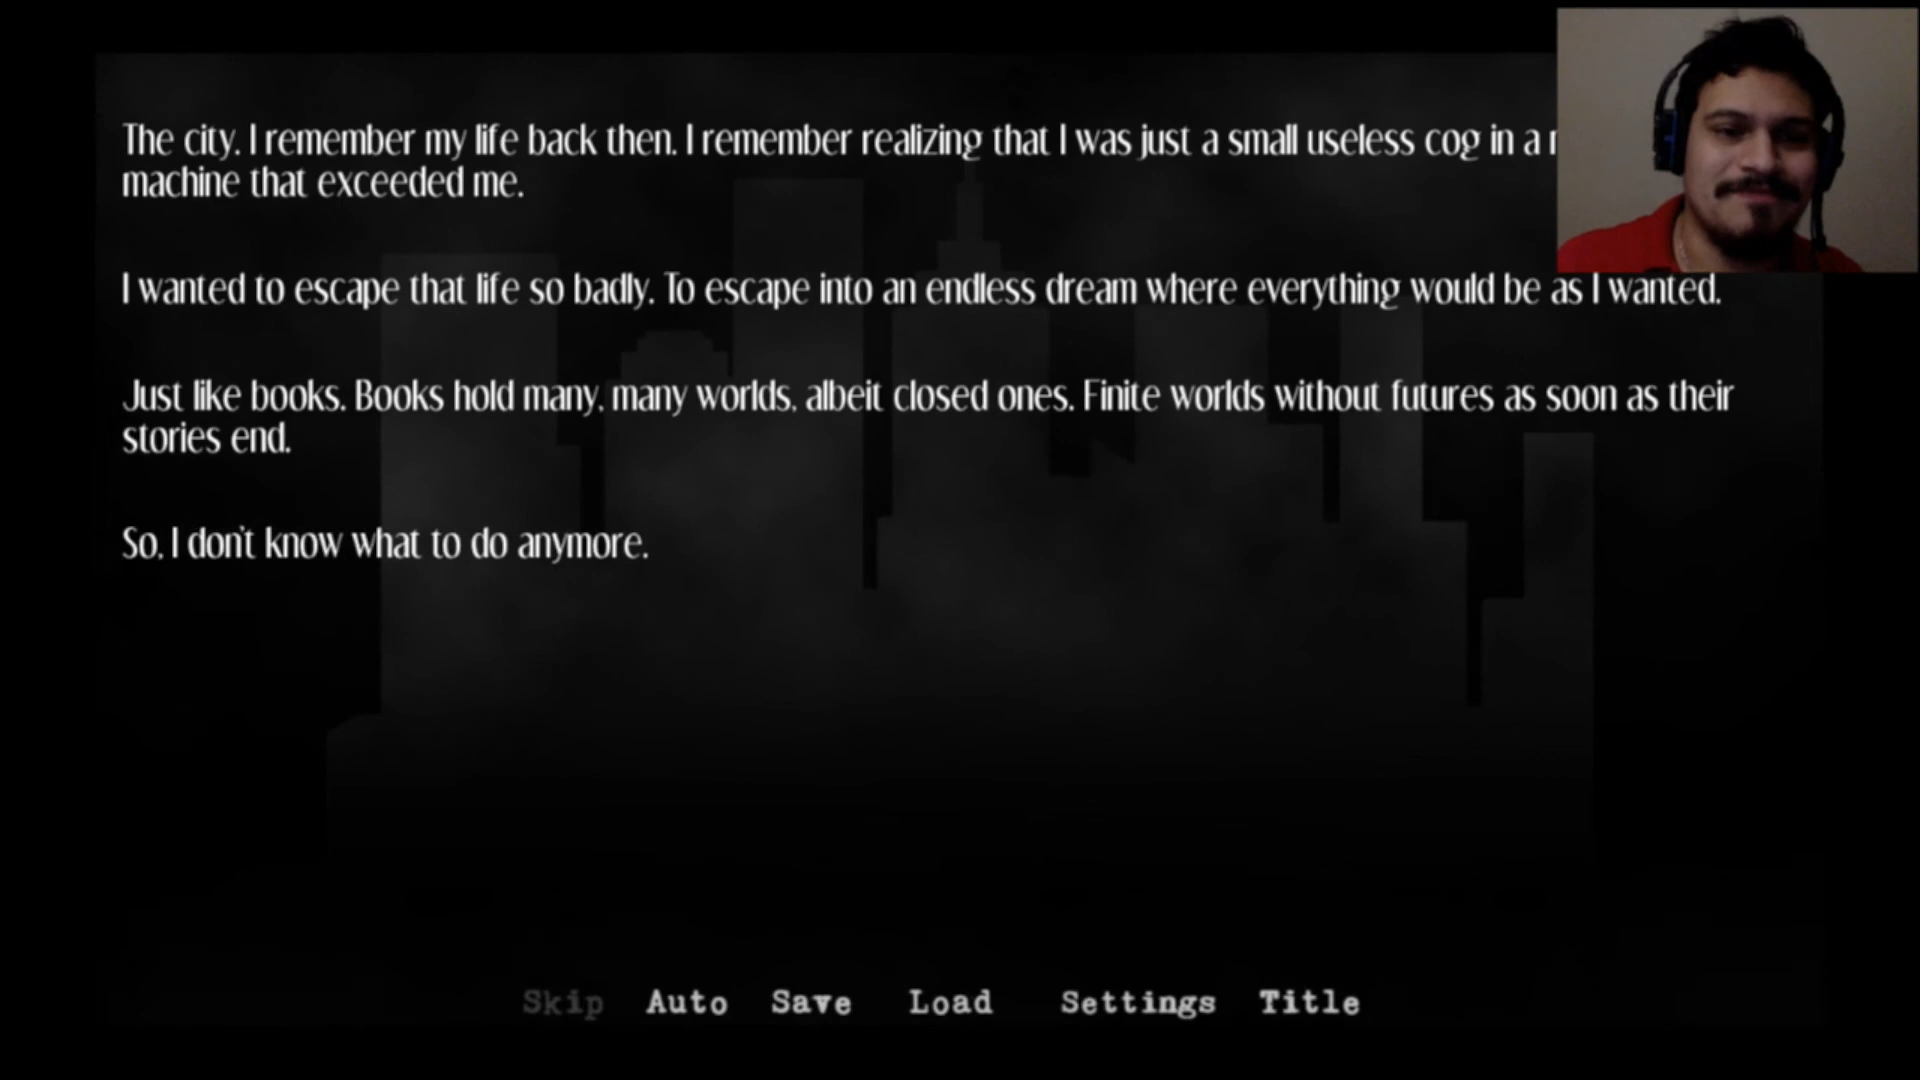 The city. I remember my life back then. I remember realizing that I was just a small useless cog in a
machine that exceeded me.
I wanted to escape that life so badly. To escape into an endless dream where everything would be as I wanted.
Just like books. Books hold many, many worlds, albeit closed ones. Finite worlds without futures as soon as their
stories end.
So, I don't know what to do anymore.
Skip Auto Save Load Settings Title